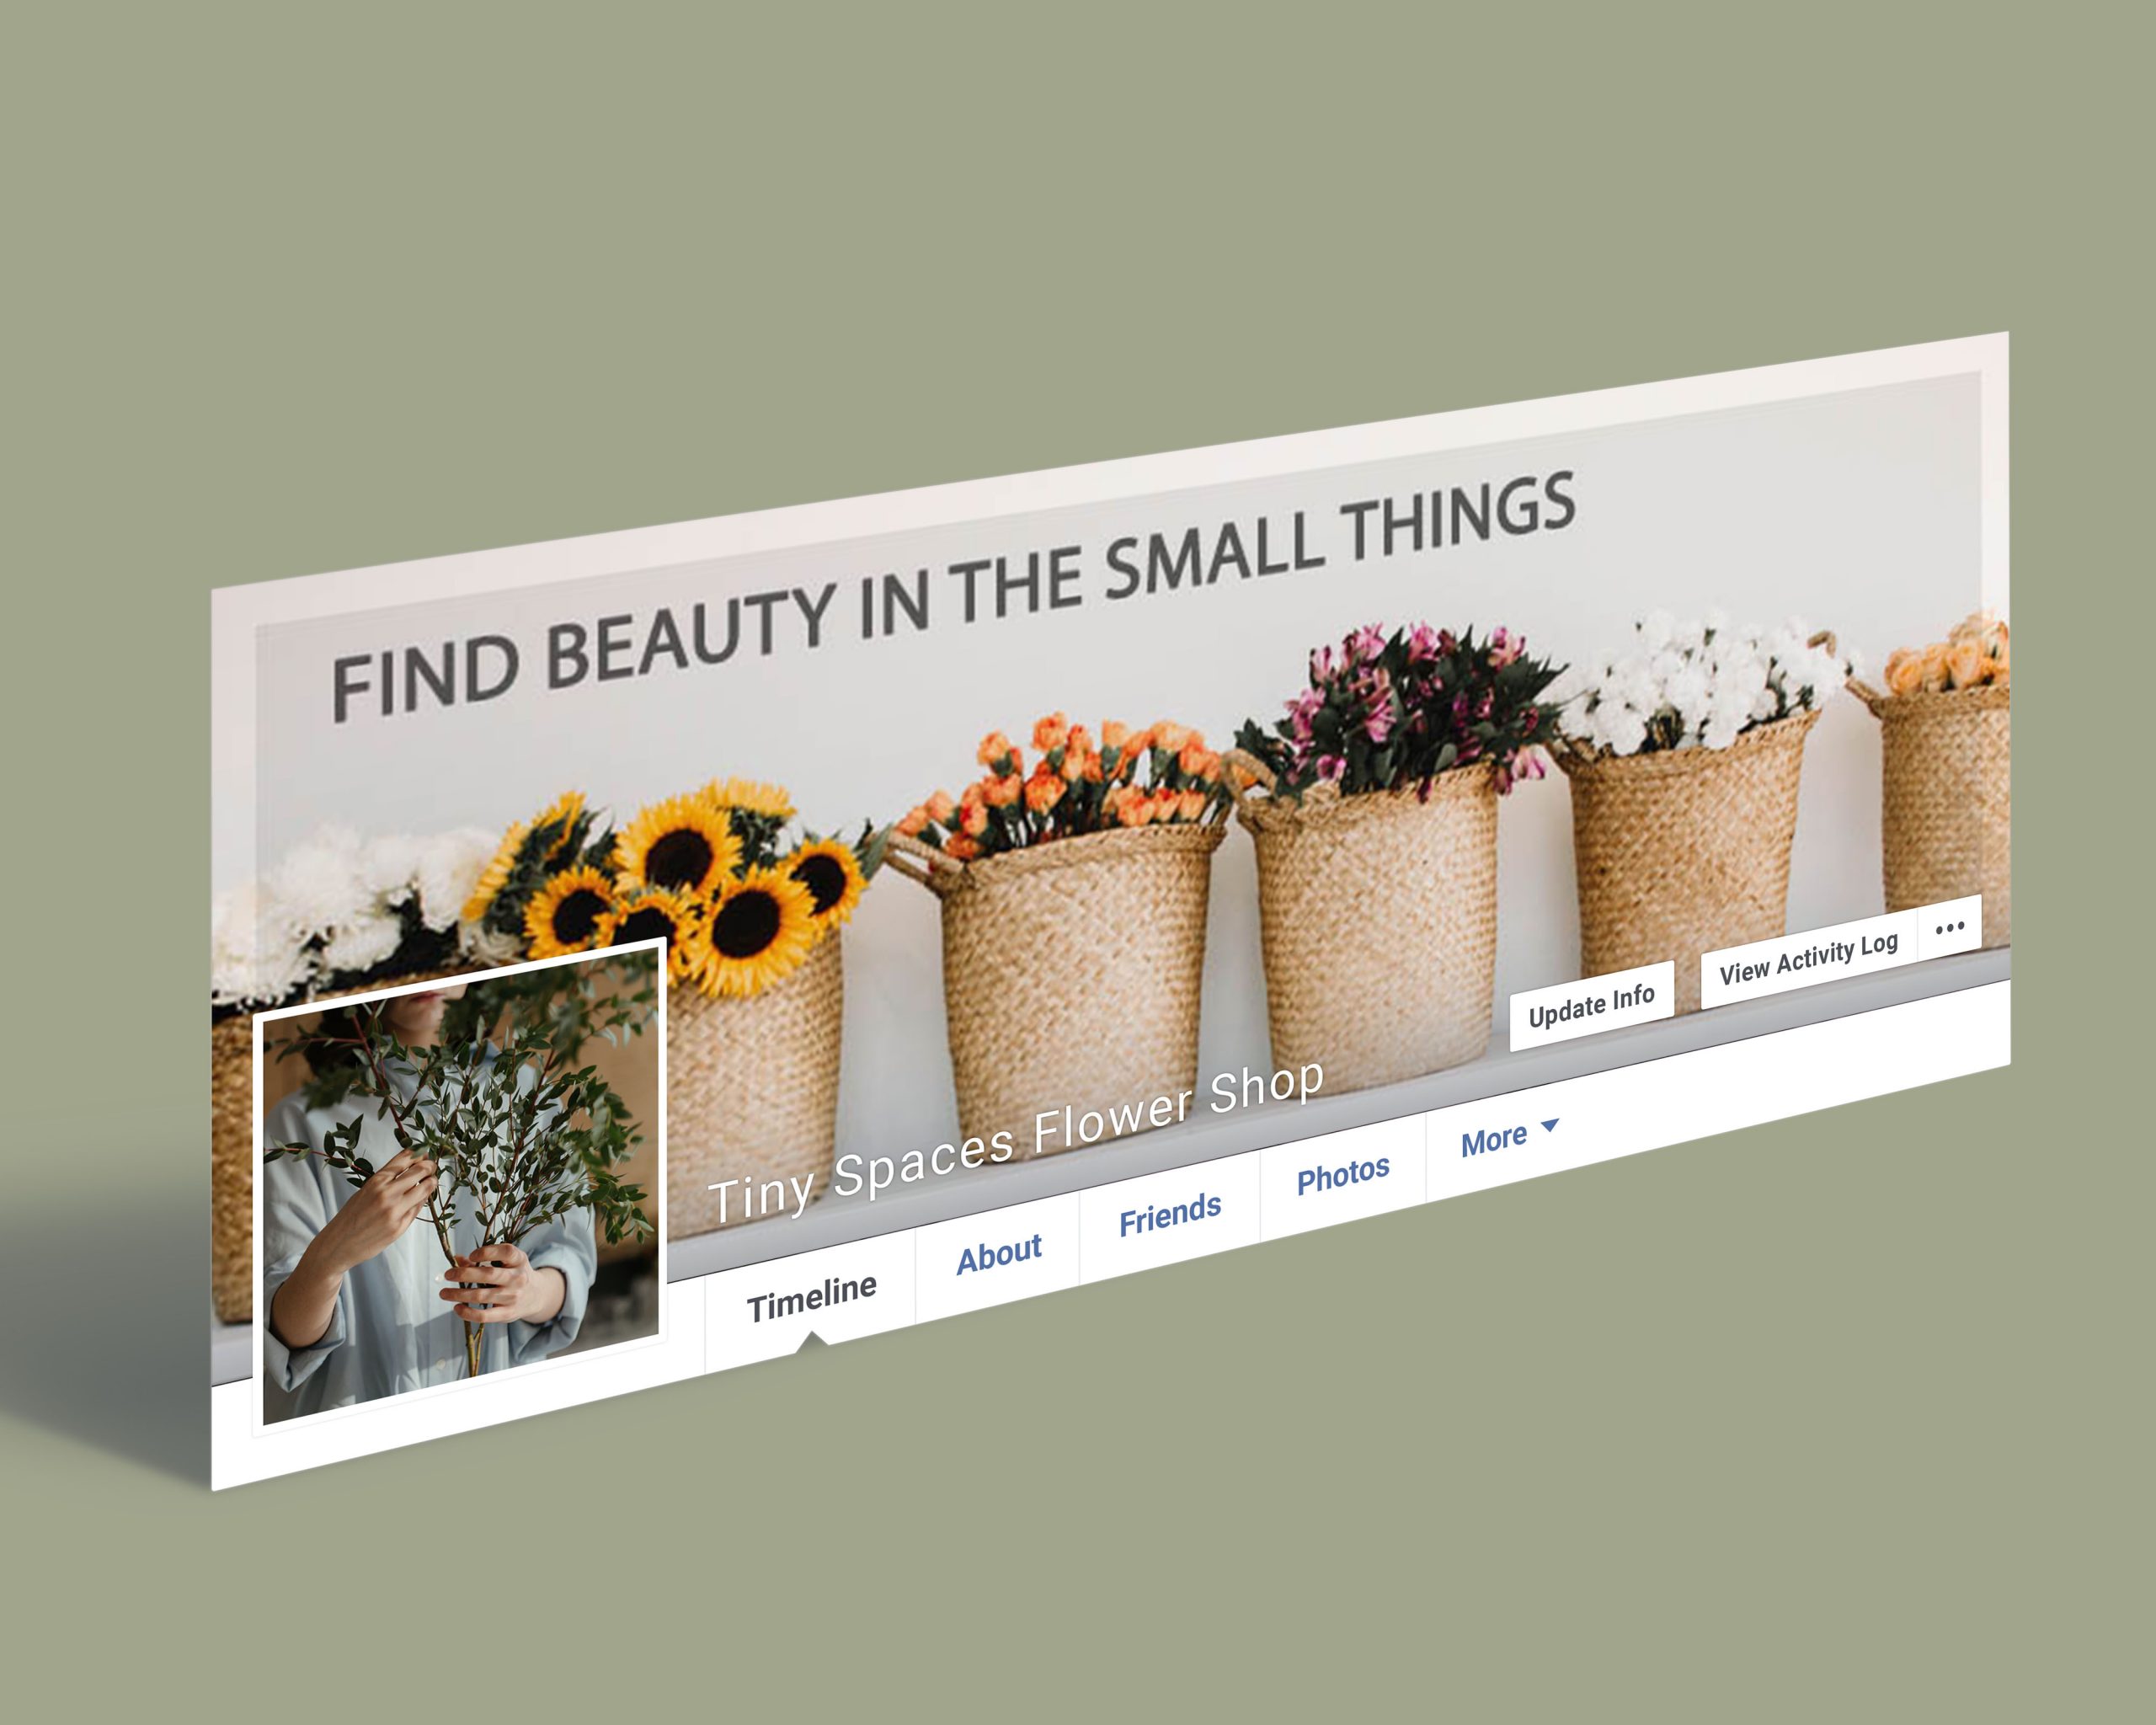 FIND BEAUTY IN THE SMALL THINGS
Update Info
View Activity Log
Tiny Spaces Flower Shop
Timeline
About
Friends
Photos
More